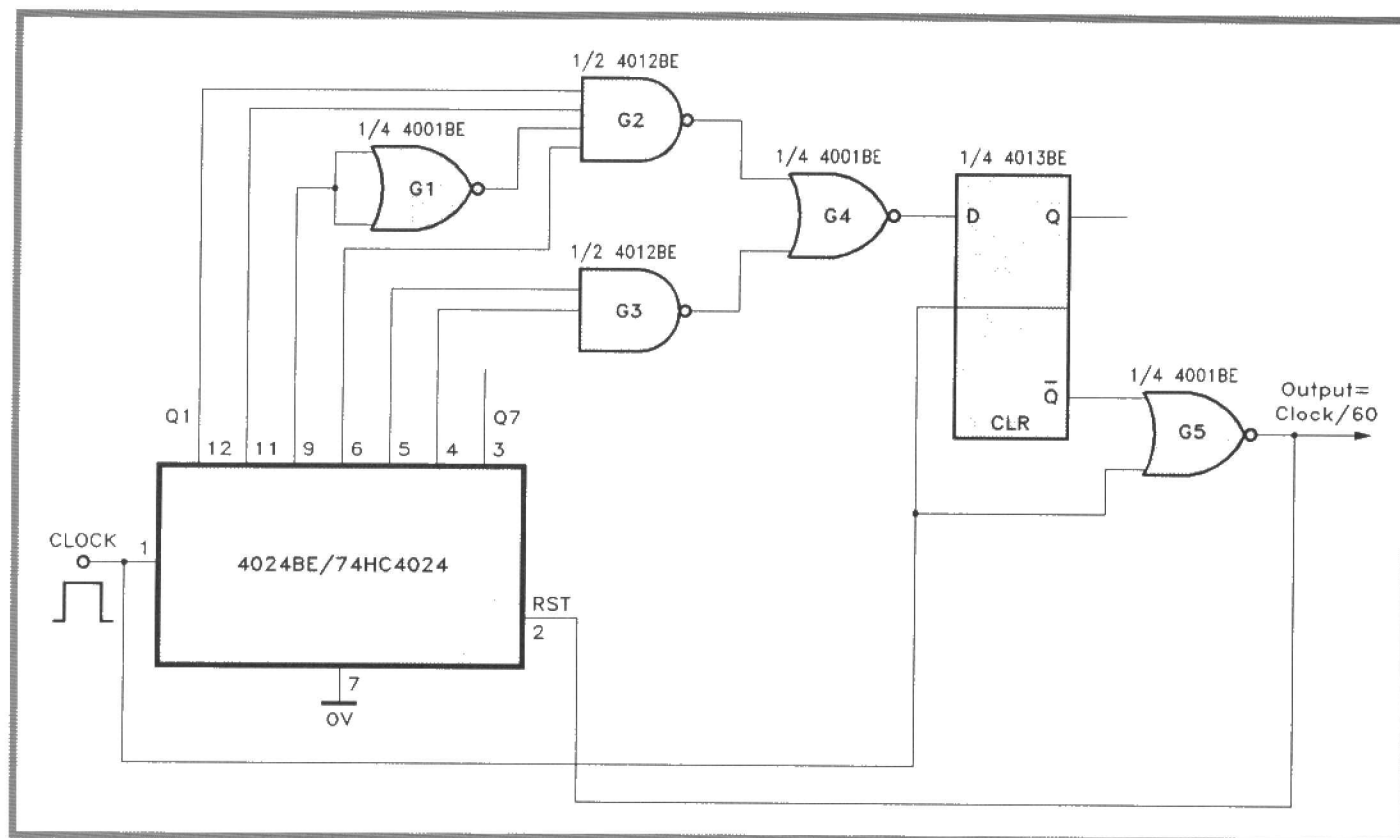 1/2 4012BE
G2
1/4 4001BE
G1
1/4 4001BE
G4
1/4 4013BE
D Q
1/2 4012BE
G3
Q̅
CLR
1/4 4001BE
G5
Output=
Clock/60
Q1
Q7
12 11 9 6 5 4 3
CLOCK
1
4024BE/74HC4024
RST
2
7
0V